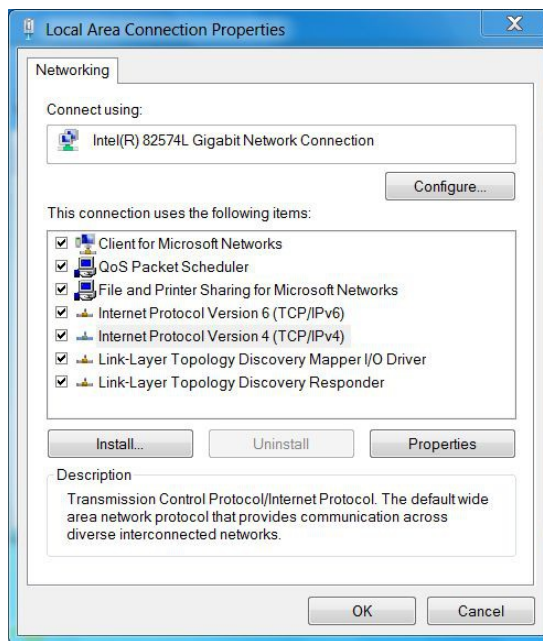 Local Area Connection Properties
X
Networking
Connect using:
Intel(R) 82574L Gigabit Network Connection
Configure...
This connection uses the following items:
Client for Microsoft Networks
QoS Packet Scheduler
File and Printer Sharing for Microsoft Networks
Internet Protocol Version 6 (TCP/IPv6)
Internet Protocol Version 4 (TCP/IPv4)
Link-Layer Topology Discovery Mapper I/O Driver
Link-Layer Topology Discovery Responder
Install...
Uninstall
Properties
Description
Transmission Control Protocol/Internet Protocol. The default wide
area network protocol that provides communication across
diverse interconnected networks.
OK
Cancel